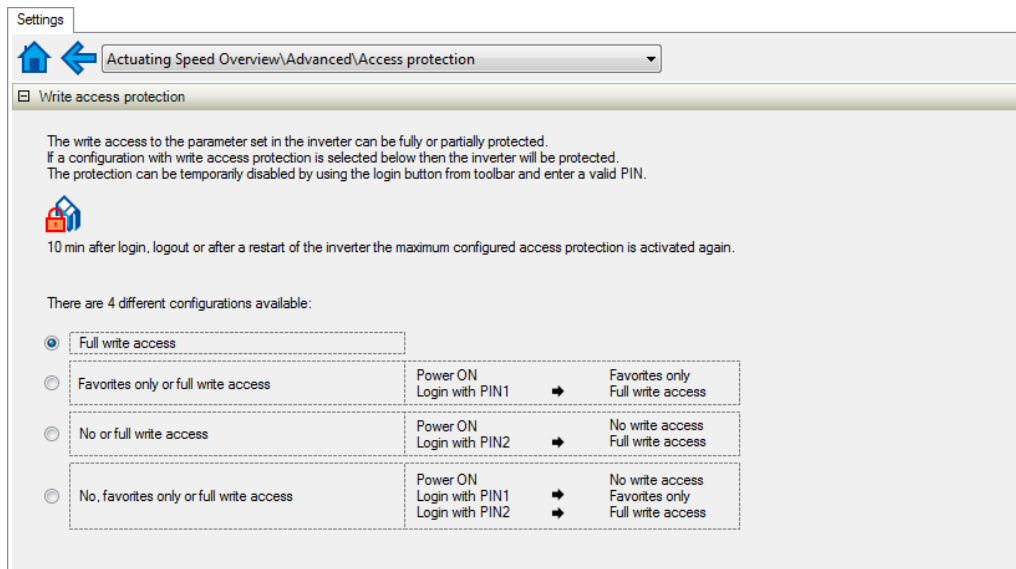 Settings
Actuating Speed Overview\Advanced\Access protection
Write access protection
The write access to the parameter set in the inverter can be fully or partially protected.
If a configuration with write access protection is selected below then the inverter will be protected.
The protection can be temporarily disabled by using the login button from toolbar and enter a valid PIN.
10 min after login, logout or after a restart of the inverter the maximum configured access protection is activated again.
There are 4 different configurations available:
Full write access
Favorites only or full write access
Power ON Favorites only
Login with PIN1 Full write access
No or full write access
Power ON No write access
Login with PIN2 Full write access
No, favorites only or full write access
Power ON No write access
Login with PIN1 Favorites only
Login with PIN2 Full write access